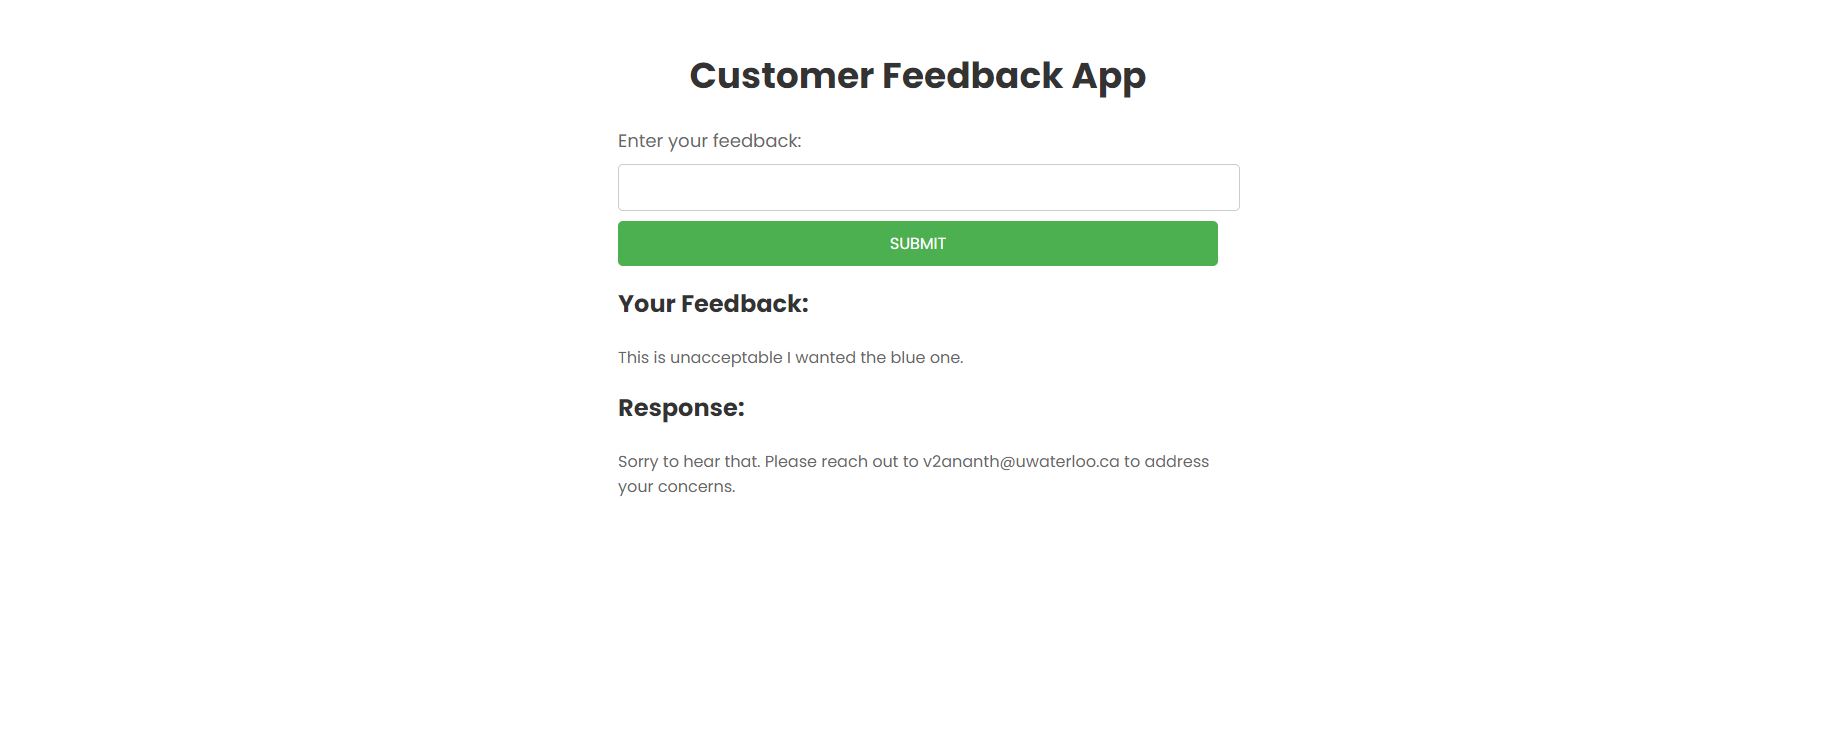 Customer Feedback App
Enter your feedback:
SUBMIT
Your Feedback:
This is unacceptable I wanted the blue one.
Response:
Sorry to hear that. Please reach out to v2ananth@uwaterloo.ca to address
your concerns.